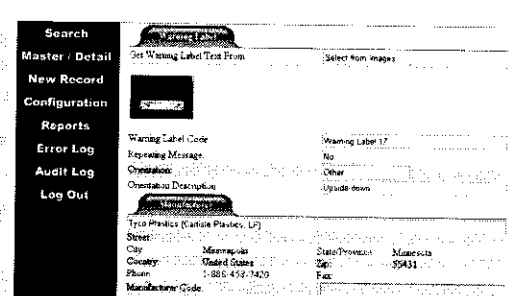 Search
Master / Detail
New Record
Configuration
Reports
Error Log
Audit Log
Log Out
Warning Label
Get Warning Label Text From Select from images
Warning Label Code Warning Label 17
Repeating Message No
Orientation Other
Orientation Description Upside down
Manufacturer
Tyco Plastics [Carlisle Plastics, LP]
Street
City Minneapolis State/Province Minnesota
Country: United States Zip: 55431
Phone 1-888-458-3420 Fax
Manufacturer Code